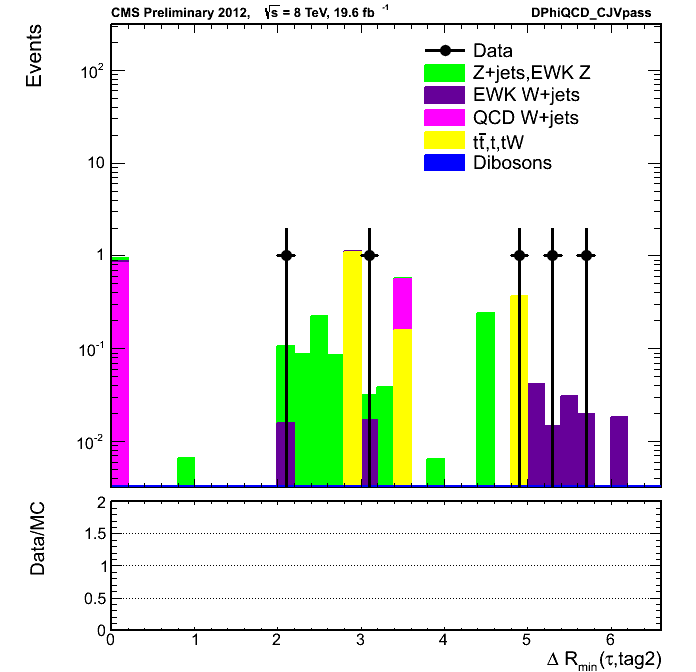 CMS Preliminary 2012, √s = 8 TeV, 19.6 fb⁻¹ DPhiQCD_CJVpass
Events
Data
Z+jets,EWK Z
EWK W+jets
QCD W+jets
tt̅,t,tW
Dibosons
10²
10
1
10⁻¹
10⁻²
Data/MC
2
1.5
1
0.5
0
0 1 2 3 4 5 6
Δ R_min(τ,tag2)